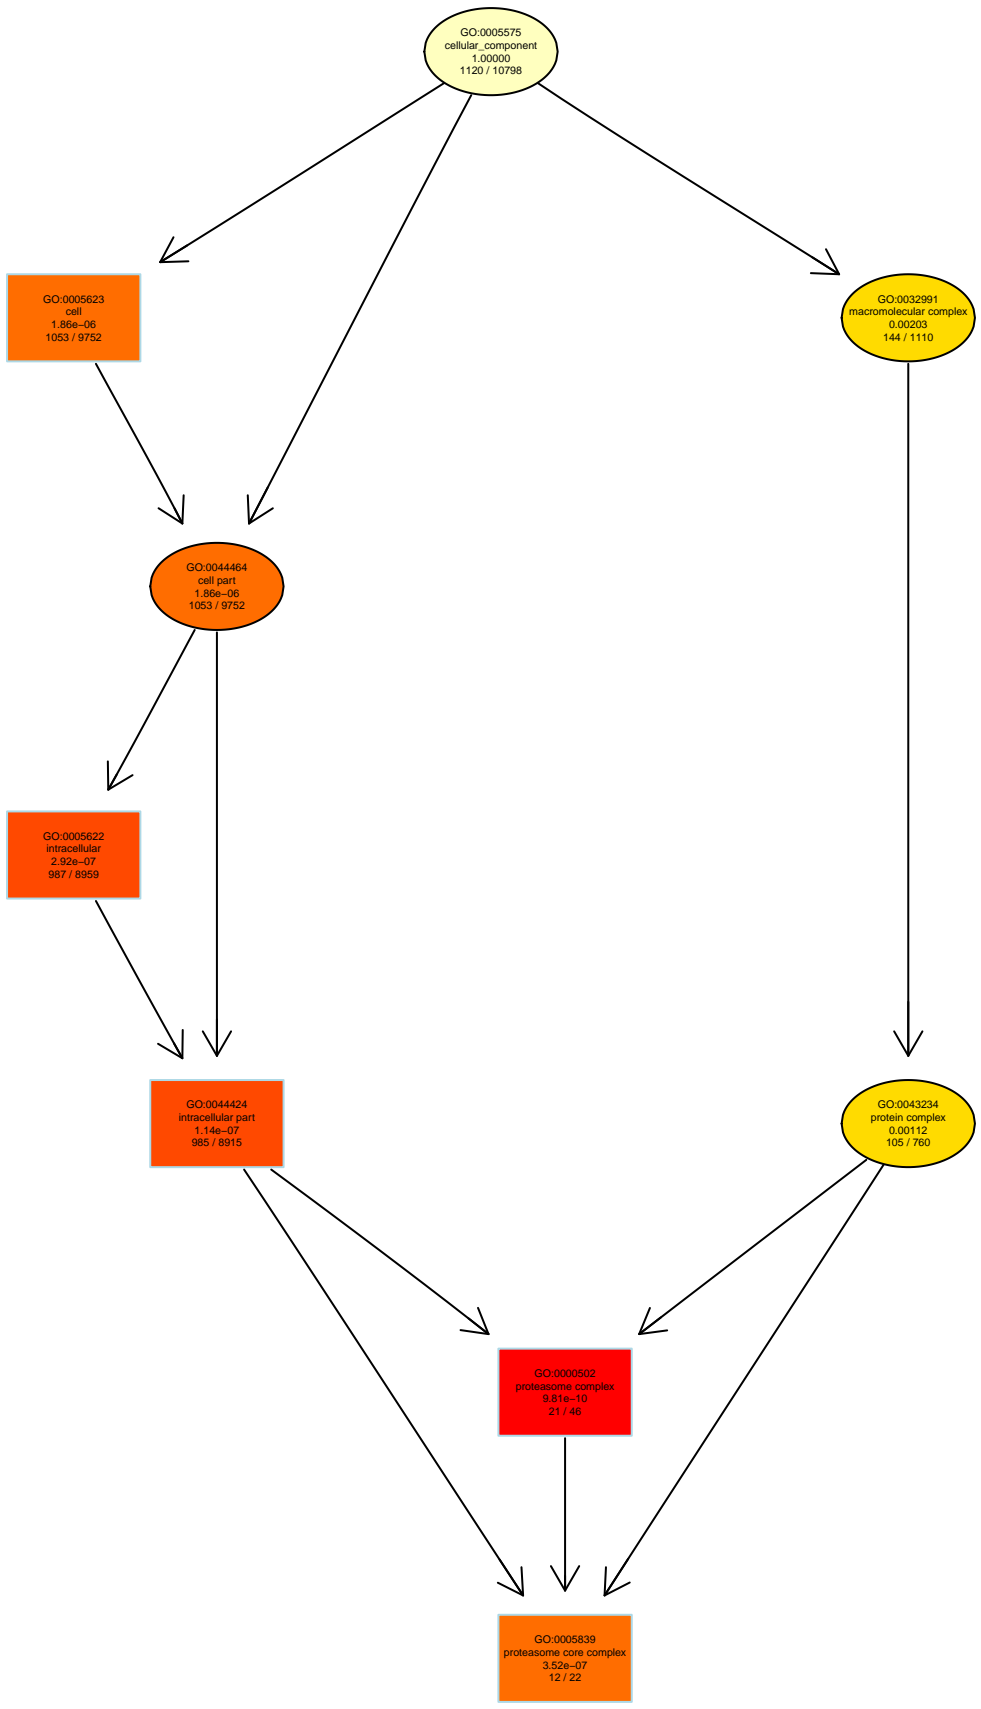 GO:0005575
cellular_component
1.00000
1120 / 10798
GO:0005623
cell
1.86e−06
1053 / 9752
GO:0032991
macromolecular complex
0.00203
144 / 1110
GO:0044464
cell part
1.86e−06
1053 / 9752
GO:0005622
intracellular
2.92e−07
987 / 8959
GO:0044424
intracellular part
1.14e−07
985 / 8915
GO:0043234
protein complex
0.00112
105 / 760
GO:0000502
proteasome complex
9.81e−10
21 / 46
GO:0005839
proteasome core complex
3.52e−07
12 / 22